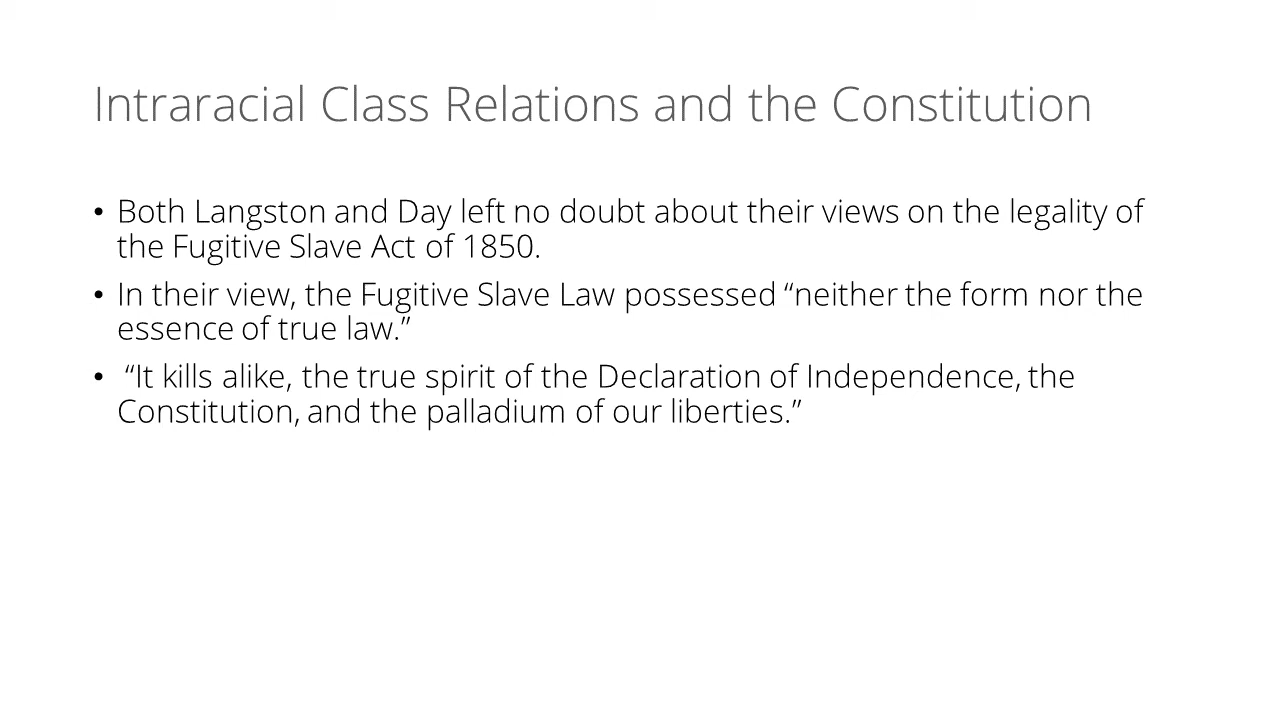 Intraracial Class Relations and the Constitution
• Both Langston and Day left no doubt about their views on the legality of
the Fugitive Slave Act of 1850.
• In their view, the Fugitive Slave Law possessed “neither the form nor the
essence of true law.”
• “It kills alike, the true spirit of the Declaration of Independence, the
Constitution, and the palladium of our liberties.”